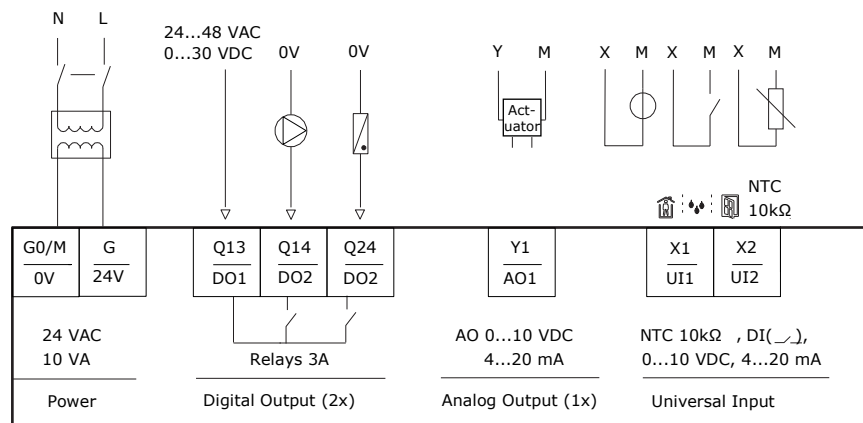 N L
24...48 VAC
0...30 VDC 0V 0V
Y M X M X M X M
Act-
uator
NTC
10kΩ
G0/M G Q13 Q14 Q24 Y1 X1 X2
0V 24V DO1 DO2 DO2 AO1 UI1 UI2
24 VAC AO 0...10 VDC NTC 10kΩ , DI( ),
10 VA Relays 3A 4...20 mA 0...10 VDC, 4...20 mA
Power Digital Output (2x) Analog Output (1x) Universal Input